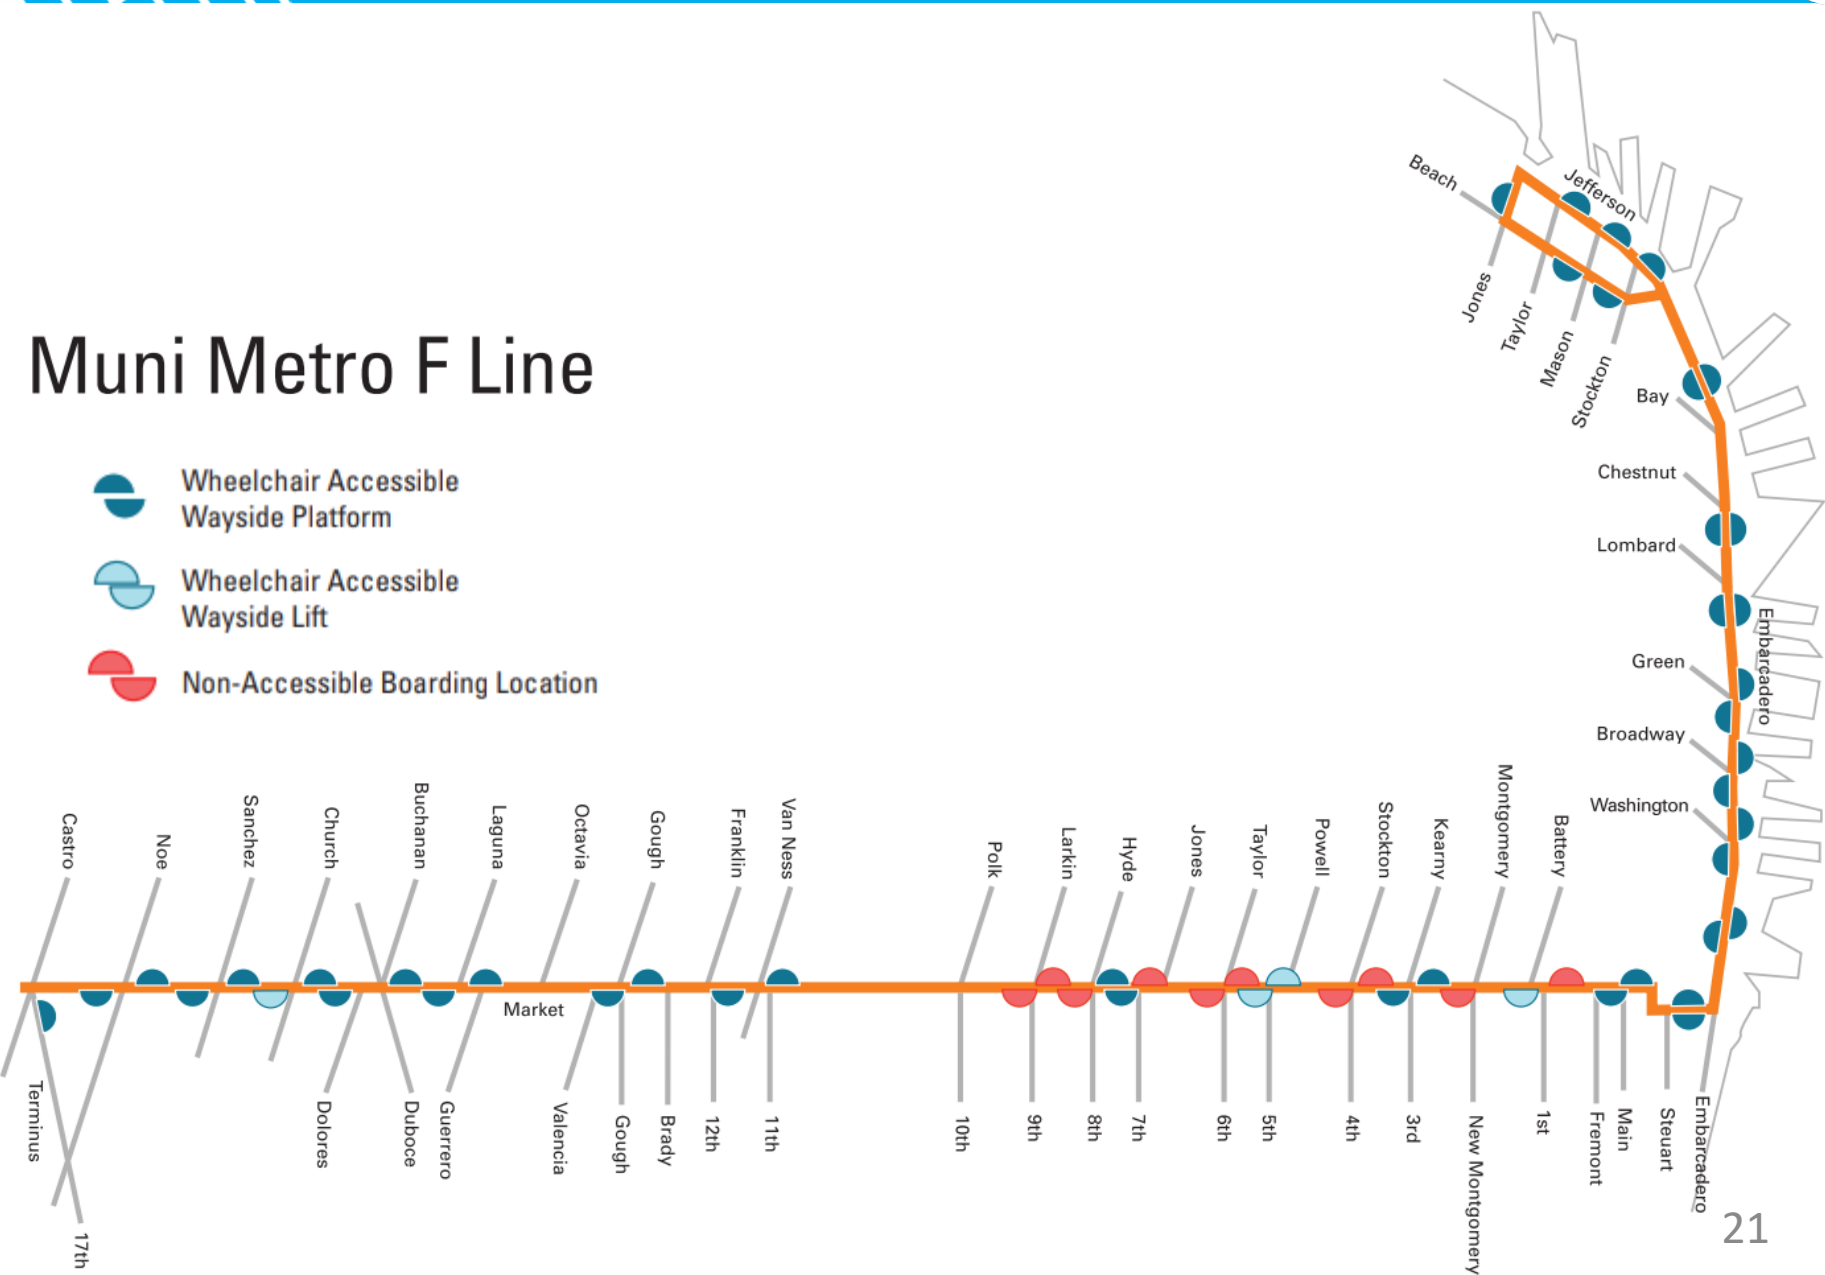 Beach
Jefferson
Jones
Taylor
Mason
Stockton
Muni Metro F Line
Bay
Wheelchair Accessible
Wayside Platform
Chestnut
Lombard
Wheelchair Accessible
Wayside Lift
Embarcadero
Green
Non-Accessible Boarding Location
Broadway
Washington
Castro
Noe
Sanchez
Church
Buchanan
Laguna
Octavia
Gough
Franklin
Van Ness
Polk
Larkin
Hyde
Jones
Taylor
Powell
Stockton
Kearny
Montgomery
Battery
Market
Terminus
17th
Dolores
Duboce
Guerrero
Valencia
Gough
Brady
12th
11th
10th
9th
8th
7th
6th
5th
4th
3rd
New Montgomery
1st
Fremont
Main
Steuart
Embarcadero
21